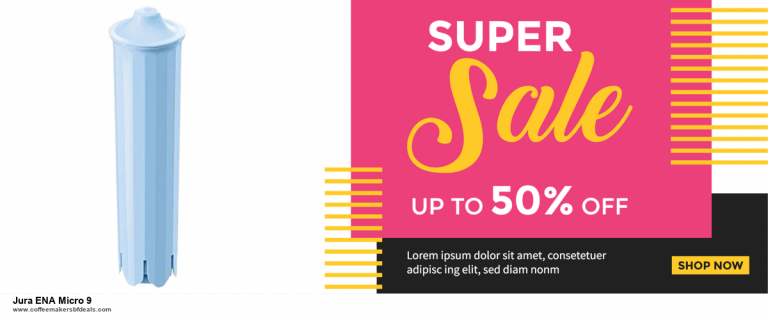 SUPER
Sale
UP TO 50% OFF
Lorem ipsum dolor sit amet, consetetuer
adipisc ing elit, sed diam nonm
SHOP NOW
Jura ENA Micro 9
www.coffeemakersbfdeals.com